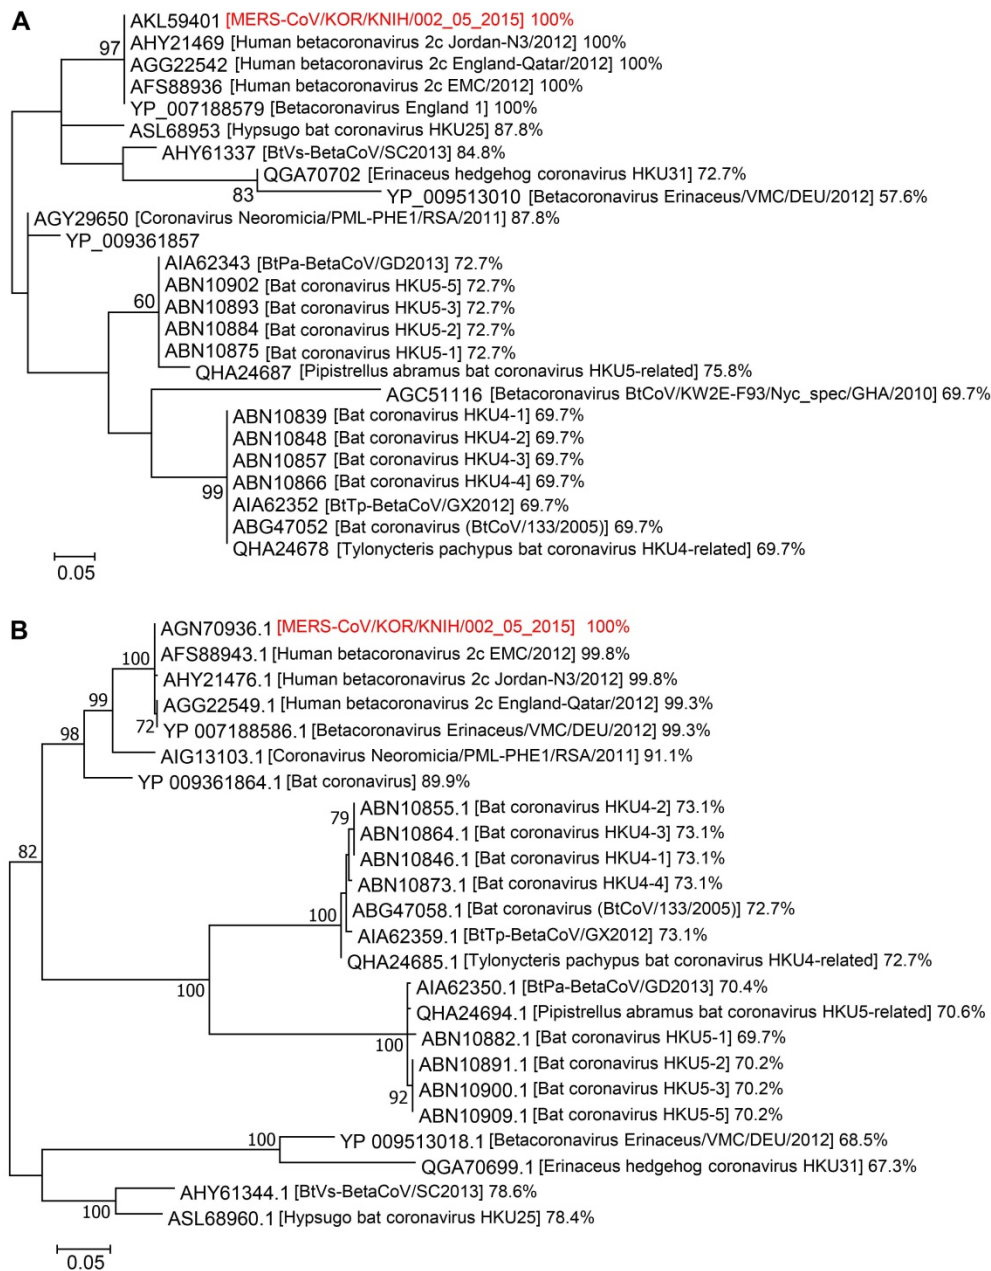 A
AKL59401 [MERS-CoV/KOR/KNIH/002_05_2015] 100%
97
AHY21469 [Human betacoronavirus 2c Jordan-N3/2012] 100%
AGG22542 [Human betacoronavirus 2c England-Qatar/2012] 100%
AFS88936 [Human betacoronavirus 2c EMC/2012] 100%
YP_007188579 [Betacoronavirus England 1] 100%
ASL68953 [Hypsugo bat coronavirus HKU25] 87.8%
AHY61337 [BtVs-BetaCoV/SC2013] 84.8%
QGA70702 [Erinaceus hedgehog coronavirus HKU31] 72.7%
83
YP_009513010 [Betacoronavirus Erinaceus/VMC/DEU/2012] 57.6%
AGY29650 [Coronavirus Neoromicia/PML-PHE1/RSA/2011] 87.8%
YP_009361857
AIA62343 [BtPa-BetaCoV/GD2013] 72.7%
ABN10902 [Bat coronavirus HKU5-5] 72.7%
60
ABN10893 [Bat coronavirus HKU5-3] 72.7%
ABN10884 [Bat coronavirus HKU5-2] 72.7%
ABN10875 [Bat coronavirus HKU5-1] 72.7%
QHA24687 [Pipistrellus abramus bat coronavirus HKU5-related] 75.8%
AGC51116 [Betacoronavirus BtCoV/KW2E-F93/Nyc_spec/GHA/2010] 69.7%
ABN10839 [Bat coronavirus HKU4-1] 69.7%
ABN10848 [Bat coronavirus HKU4-2] 69.7%
ABN10857 [Bat coronavirus HKU4-3] 69.7%
ABN10866 [Bat coronavirus HKU4-4] 69.7%
99
AIA62352 [BtTp-BetaCoV/GX2012] 69.7%
ABG47052 [Bat coronavirus (BtCoV/133/2005)] 69.7%
QHA24678 [Tylonycteris pachypus bat coronavirus HKU4-related] 69.7%
0.05
B
AGN70936.1 [MERS-CoV/KOR/KNIH/002_05_2015] 100%
100
AFS88943.1 [Human betacoronavirus 2c EMC/2012] 99.8%
AHY21476.1 [Human betacoronavirus 2c Jordan-N3/2012] 99.8%
99
AGG22549.1 [Human betacoronavirus 2c England-Qatar/2012] 99.3%
72
YP 007188586.1 [Betacoronavirus Erinaceus/VMC/DEU/2012] 99.3%
98
AIG13103.1 [Coronavirus Neoromicia/PML-PHE1/RSA/2011] 91.1%
YP 009361864.1 [Bat coronavirus] 89.9%
ABN10855.1 [Bat coronavirus HKU4-2] 73.1%
79
ABN10864.1 [Bat coronavirus HKU4-3] 73.1%
82
ABN10846.1 [Bat coronavirus HKU4-1] 73.1%
ABN10873.1 [Bat coronavirus HKU4-4] 73.1%
100
ABG47058.1 [Bat coronavirus (BtCoV/133/2005)] 72.7%
AIA62359.1 [BtTp-BetaCoV/GX2012] 73.1%
QHA24685.1 [Tylonycteris pachypus bat coronavirus HKU4-related] 72.7%
100
AIA62350.1 [BtPa-BetaCoV/GD2013] 70.4%
QHA24694.1 [Pipistrellus abramus bat coronavirus HKU5-related] 70.6%
ABN10882.1 [Bat coronavirus HKU5-1] 69.7%
100
ABN10891.1 [Bat coronavirus HKU5-2] 70.2%
ABN10900.1 [Bat coronavirus HKU5-3] 70.2%
92
ABN10909.1 [Bat coronavirus HKU5-5] 70.2%
100
YP 009513018.1 [Betacoronavirus Erinaceus/VMC/DEU/2012] 68.5%
QGA70699.1 [Erinaceus hedgehog coronavirus HKU31] 67.3%
AHY61344.1 [BtVs-BetaCoV/SC2013] 78.6%
100
ASL68960.1 [Hypsugo bat coronavirus HKU25] 78.4%
0.05